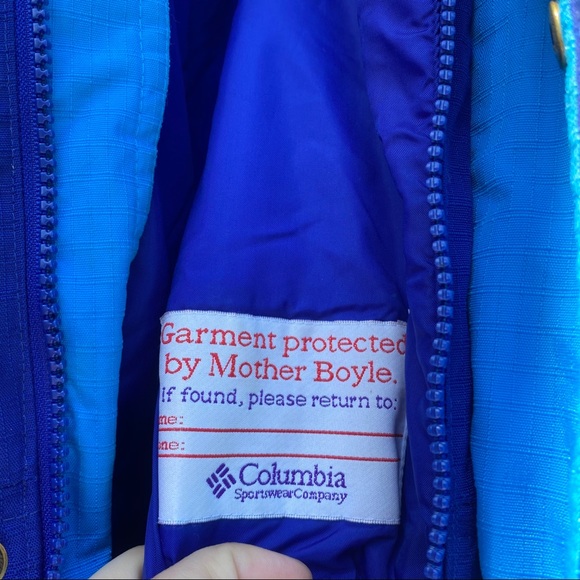 Garment protected
by Mother Boyle.
If found, please return to:
me:
one:
Columbia
SportswearCompany